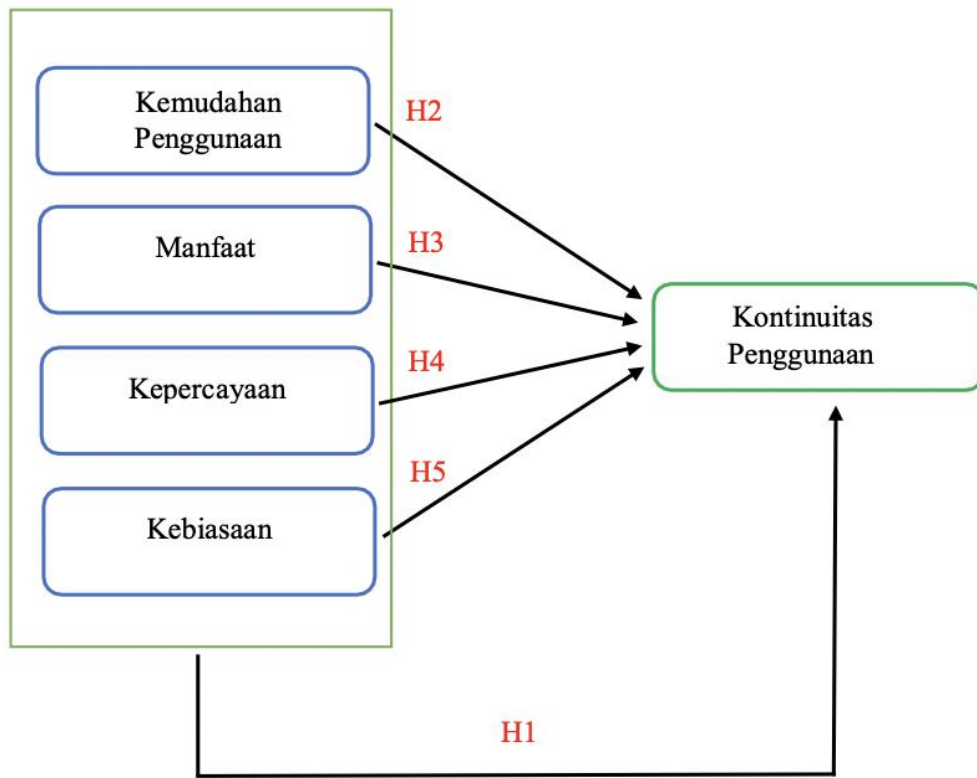 Kemudahan
Penggunaan
H2
Manfaat
H3
Kontinuitas
Penggunaan
Kepercayaan
H4
Kebiasaan
H5
H1